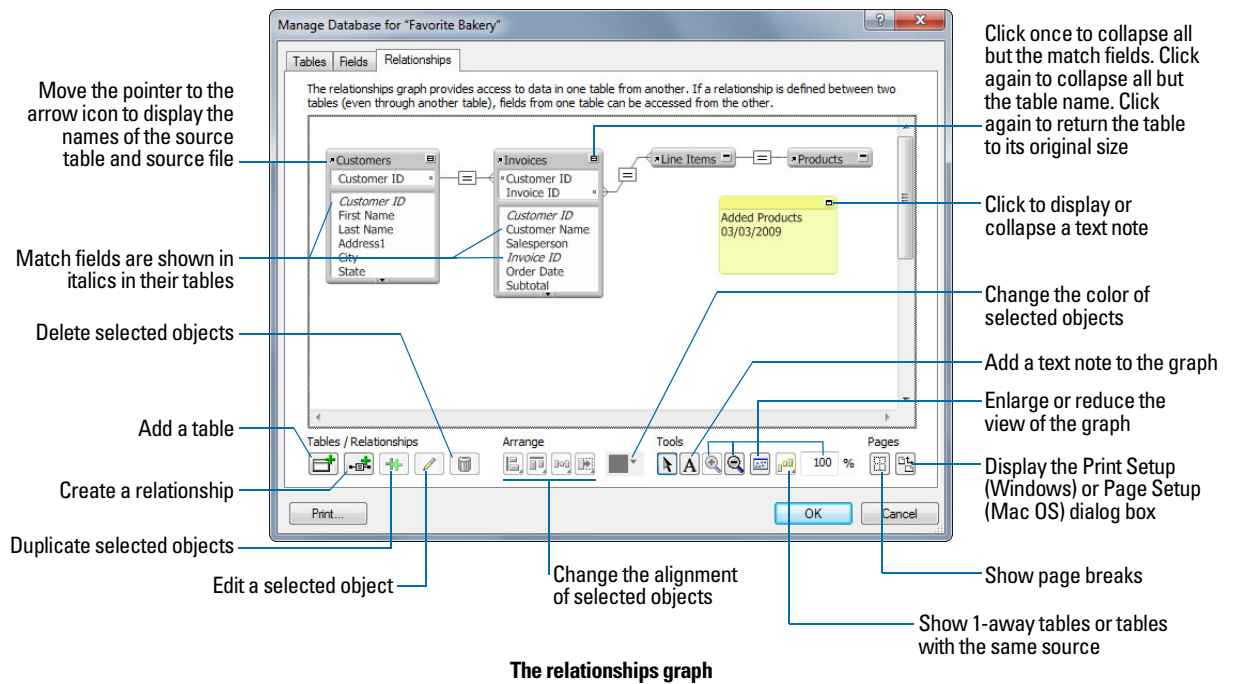 Manage Database for "Favorite Bakery"
Tables
Fields
Relationships
The relationships graph provides access to data in one table from another. If a relationship is defined between two
tables (even through another table), fields from one table can be accessed from the other.
Customers
Customer ID
Customer ID
First Name
Last Name
Address1
City
State
Invoices
Customer ID
Invoice ID
Customer ID
Customer Name
Salesperson
Invoice ID
Order Date
Subtotal
Line Items
Products
Added Products
03/03/2009
Tables / Relationships
Arrange
Tools
A
100 %
Pages
Print...
OK
Cancel
Move the pointer to the
arrow icon to display the
names of the source
table and source file
Match fields are shown in
italics in their tables
Delete selected objects
Add a table
Create a relationship
Duplicate selected objects
Edit a selected object
Change the alignment
of selected objects
Click once to collapse all
but the match fields. Click
again to collapse all but
the table name. Click
again to return the table
to its original size
Click to display or
collapse a text note
Change the color of
selected objects
Add a text note to the graph
Enlarge or reduce the
view of the graph
Display the Print Setup
(Windows) or Page Setup
(Mac OS) dialog box
Show page breaks
Show 1-away tables or tables
with the same source
The relationships graph